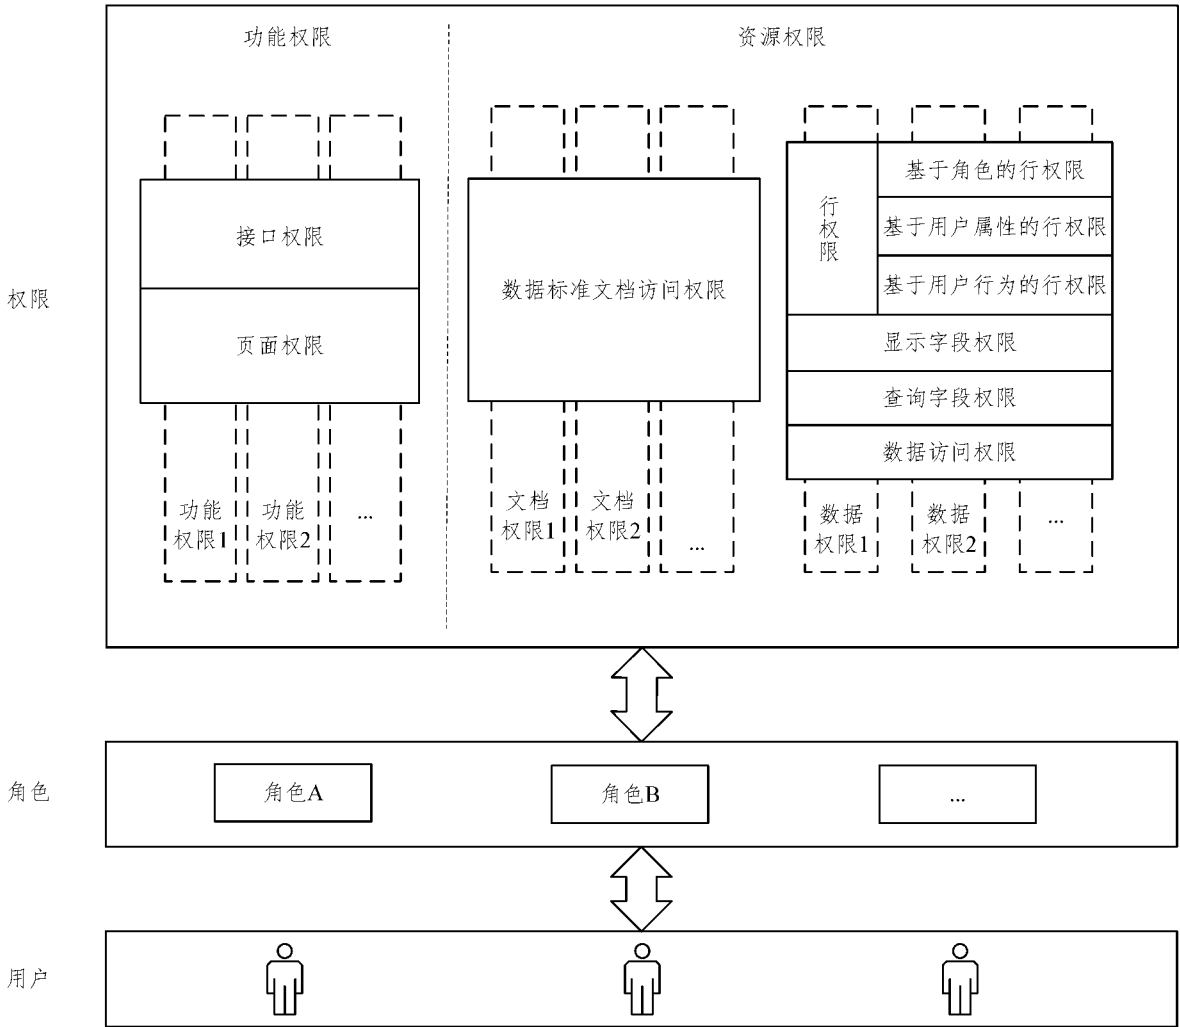 功能权限
资源权限
接口权限
页面权限
功能
权限1
功能
权限2
...
数据标准文档访问权限
文档
权限1
文档
权限2
...
行
权
限
基于角色的行权限
基于用户属性的行权限
基于用户行为的行权限
显示字段权限
查询字段权限
数据访问权限
数据
权限1
数据
权限2
...
权限
角色
角色A
角色B
...
用户